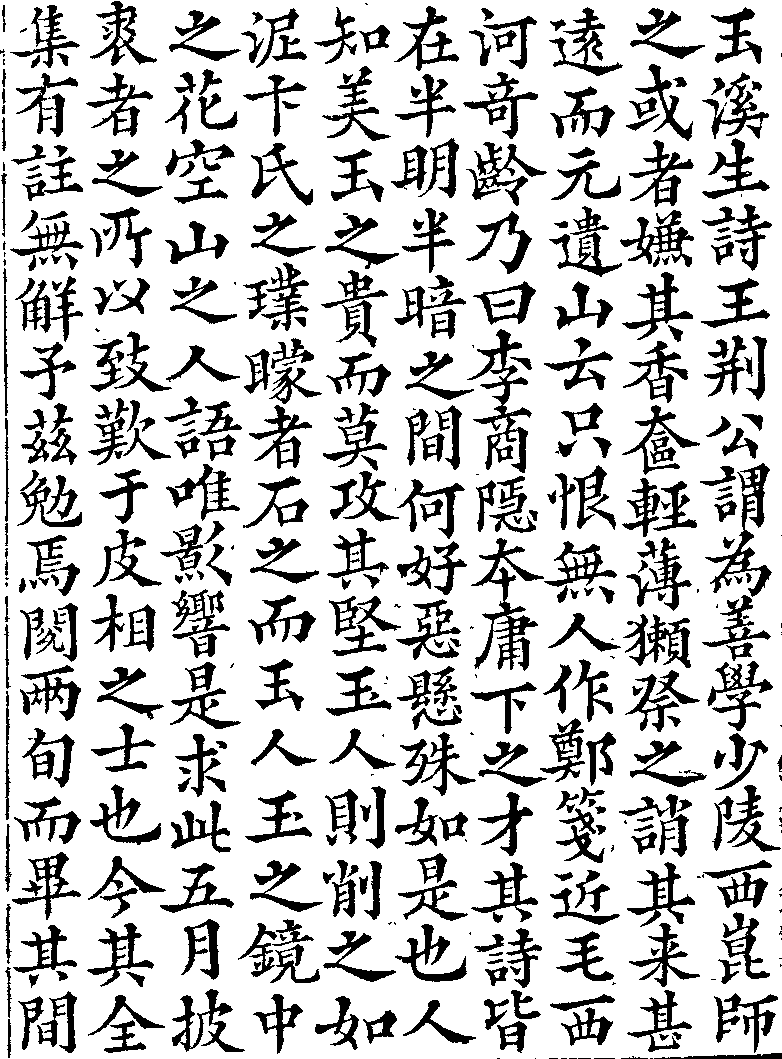 玉溪生詩王荆公謂為善學少陵西崑師
之或者嫌其香奩輕薄獺祭之誚其来甚
遠而元遺山云只恨無人作鄭箋近毛西
河竒齡乃曰李商隱夲庸下之才其詩皆
在半明半暗之間何好惡懸殊如是也人
知美玉之貴而莫攻其堅玉人則削之如
泥卞氏之璞矇者石之而玉人玉之鏡中
之花空山之人語唯影響是求此五月披
裘者之所以致歎于皮相之士也今其全
集有註無觧予兹勉焉閱兩旬而畢其間